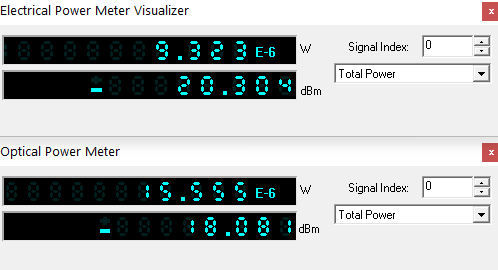 Electrical Power Meter Visualizer x
9.323 E-6 W Signal Index: 0
-20.304 dBm Total Power
Optical Power Meter x
15.555 E-6 W Signal Index: 0
-18.081 dBm Total Power